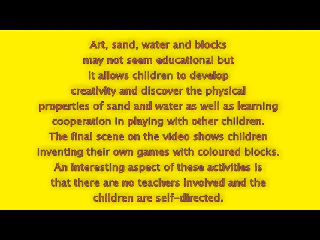 Art, sand, water and blocks
may not seem educational but
it allows children to develop
creativity and discover the physical
properties of sand and water as well as learning
cooperation in playing with other children.
The final scene on the video shows children
inventing their own games with coloured blocks.
An interesting aspect of these activities is
that there are no teachers involved and the
children are self-directed.